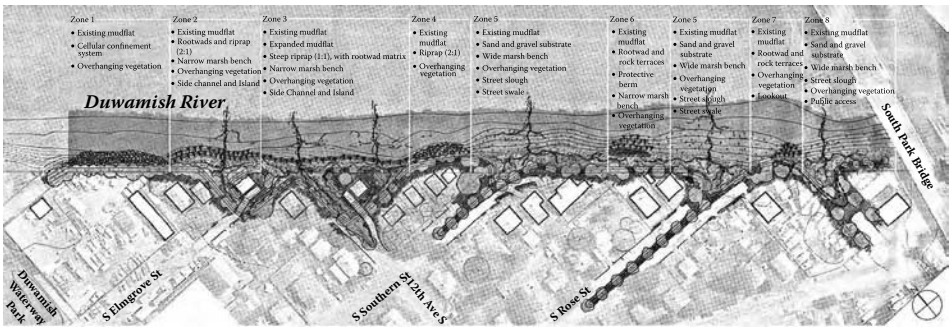 Zone 1
• Existing mudflat
• Cellular confinement
system
• Overhanging vegetation
Zone 2
• Existing mudflat
• Rootwads and riprap
(2:1)
• Narrow marsh bench
• Overhanging vegetation
• Side channel and Island
Zone 3
• Existing mudflat
• Expanded mudflat
• Steep riprap (1:1), with rootwad matrix
• Narrow marsh bench
• Overhanging vegetation
• Side Channel and Island
Zone 4
• Existing
mudflat
• Riprap (2:1)
• Overhanging
vegetation
Zone 5
• Existing mudflat
• Sand and gravel substrate
• Wide marsh bench
• Overhanging vegetation
• Street slough
• Street swale
Zone 6
• Existing
mudflat
• Rootwad and
rock terraces
• Protective
berm
• Narrow marsh
bench
• Overhanging
vegetation
Zone 5
• Existing mudflat
• Sand and gravel
substrate
• Wide marsh bench
• Overhanging
vegetation
• Street slough
• Street swale
Zone 7
• Existing
mudflat
• Rootwad and
rock terraces
• Overhanging
vegetation
• Lookout
Zone 8
• Existing mudflat
• Sand and gravel
substrate
• Wide marsh bench
• Street slough
• Overhanging vegetation
• Public access
Duwamish River
South Park Bridge
Duwamish
Waterway
Park
S Elmgrove St
S Southern St
12th Ave S
S Rose St